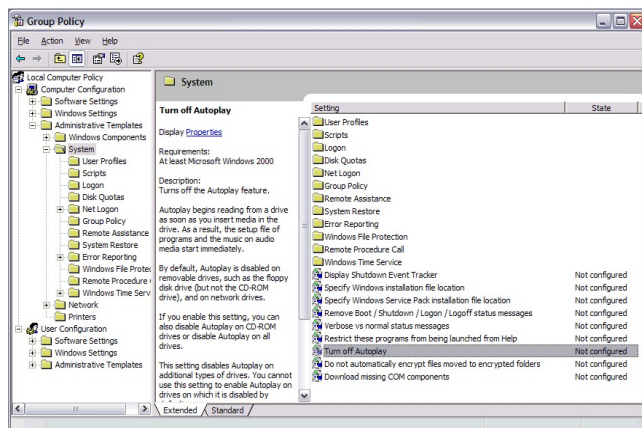 Group Policy
File Action View Help
Local Computer Policy
Computer Configuration
Software Settings
Windows Settings
Administrative Templates
Windows Components
System
User Profiles
Scripts
Logon
Disk Quotas
Net Logon
Group Policy
Remote Assistance
System Restore
Error Reporting
Windows File Protec
Remote Procedure
Windows Time Serv
Network
Printers
User Configuration
Software Settings
Windows Settings
Administrative Templates
System
Turn off Autoplay
Display Properties
Requirements:
At least Microsoft Windows 2000
Description:
Turns off the Autoplay feature.
Autoplay begins reading from a drive
as soon as you insert media in the
drive. As a result, the setup file of
programs and the music on audio
media start immediately.
By default, Autoplay is disabled on
removable drives, such as the floppy
disk drive (but not the CD-ROM
drive), and on network drives.
If you enable this setting, you can
also disable Autoplay on CD-ROM
drives or disable Autoplay on all
drives.
This setting disables Autoplay on
additional types of drives. You cannot
use this setting to enable Autoplay on
drives on which it is disabled by
Setting State
User Profiles
Scripts
Logon
Disk Quotas
Net Logon
Group Policy
Remote Assistance
System Restore
Error Reporting
Windows File Protection
Remote Procedure Call
Windows Time Service
Display Shutdown Event Tracker Not configured
Specify Windows installation file location Not configured
Specify Windows Service Pack installation file location Not configured
Remove Boot / Shutdown / Logon / Logoff status messages Not configured
Verbose vs normal status messages Not configured
Restrict these programs from being launched from Help Not configured
Turn off Autoplay Not configured
Do not automatically encrypt files moved to encrypted folders Not configured
Download missing COM components Not configured
Extended Standard